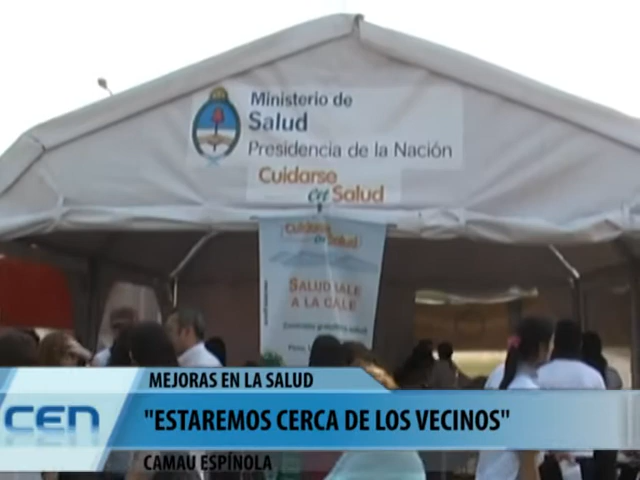 Ministerio de
Salud
Presidencia de la Nación
Cuidarse
en Salud
Cuidarse
en Salud
SALUD
SALE
A LA CALLE
MEJORAS EN LA SALUD
CEN
"ESTAREMOS CERCA DE LOS VECINOS"
CAMAU ESPÍNOLA